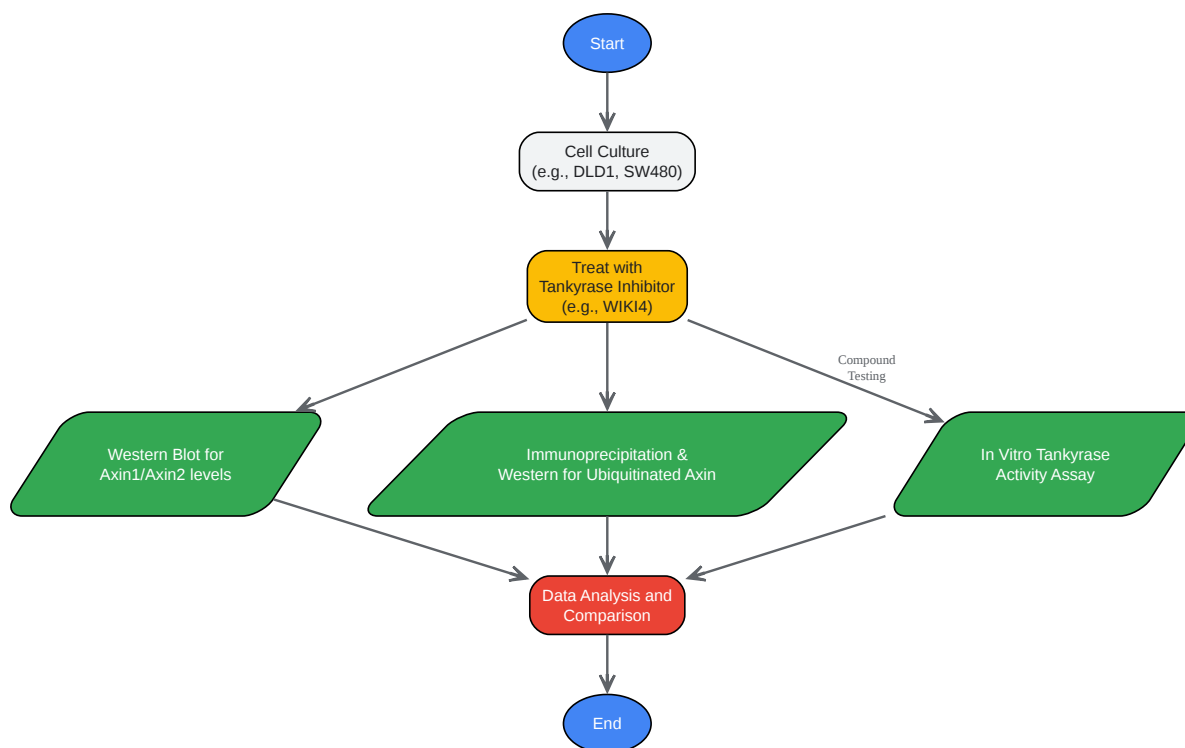 Start
Cell Culture
(e.g., DLD1, SW480)
Treat with
Tankyrase Inhibitor
(e.g., WIKI4)
Compound
Testing
Western Blot for
Axin1/Axin2 levels
Immunoprecipitation &
Western for Ubiquitinated Axin
In Vitro Tankyrase
Activity Assay
Data Analysis and
Comparison
End